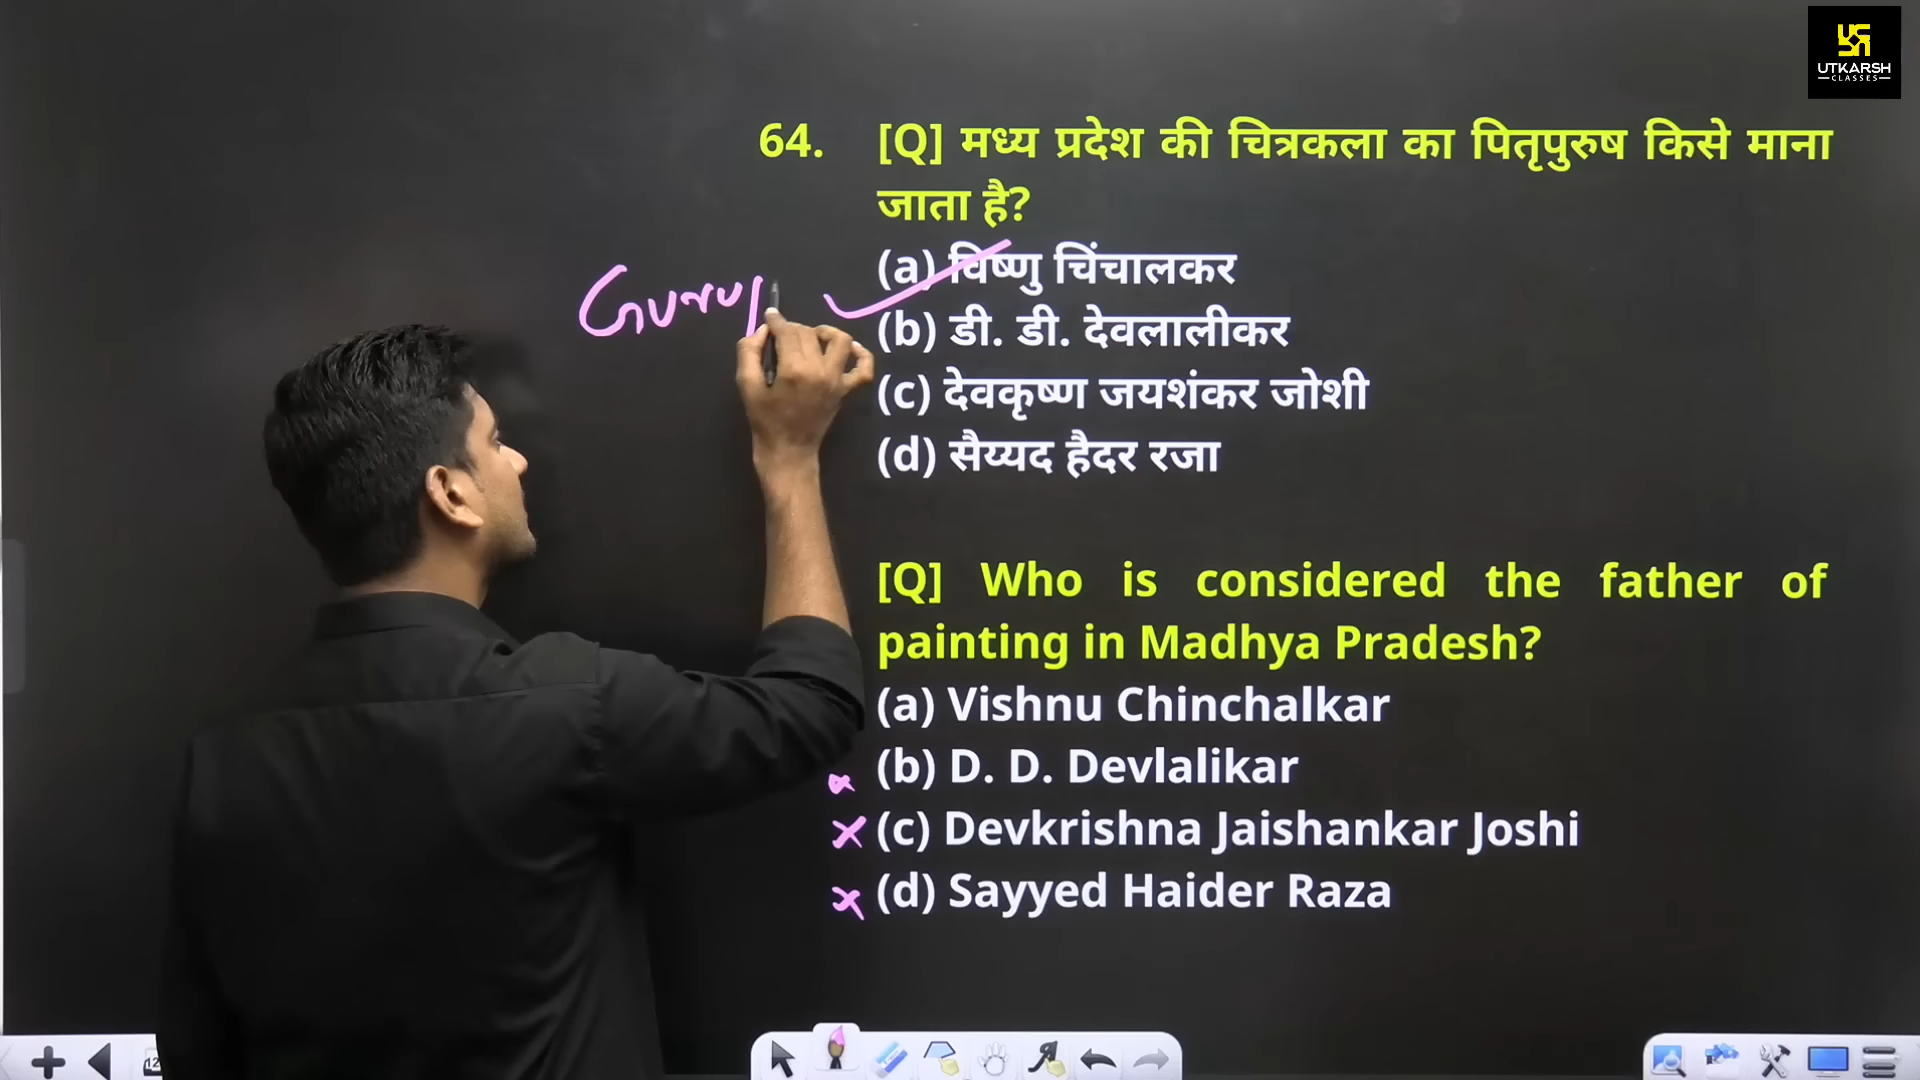 UTKARSH
CLASSES
64. [Q] मध्य प्रदेश की चित्रकला का पितृपुरुष किसे माना
जाता है?
(a) विष्णु चिंचालकर
(b) डी. डी. देवलालीकर
(c) देवकृष्ण जयशंकर जोशी
(d) सैय्यद हैदर रजा
[Q] Who is considered the father of
painting in Madhya Pradesh?
(a) Vishnu Chinchalkar
(b) D. D. Devlalikar
(c) Devkrishna Jaishankar Joshi
(d) Sayyed Haider Raza